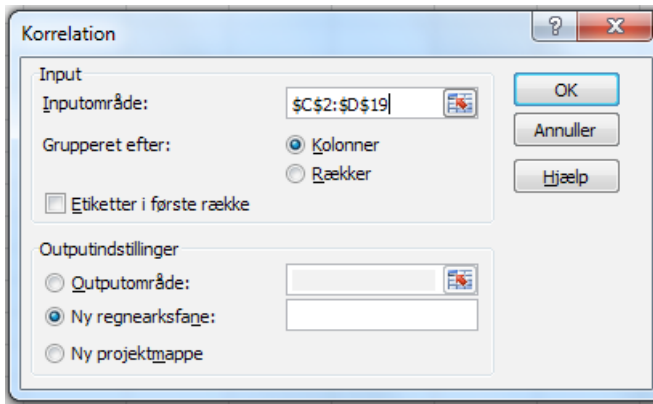 Korrelation
Input
Inputområde: $C$2:$D$19
Grupperet efter: Kolonner
Rækker
Etiketter i første række
Outputindstillinger
Outputområde:
Ny regnearksfane:
Ny projektmappe
OK
Annuller
Hjælp